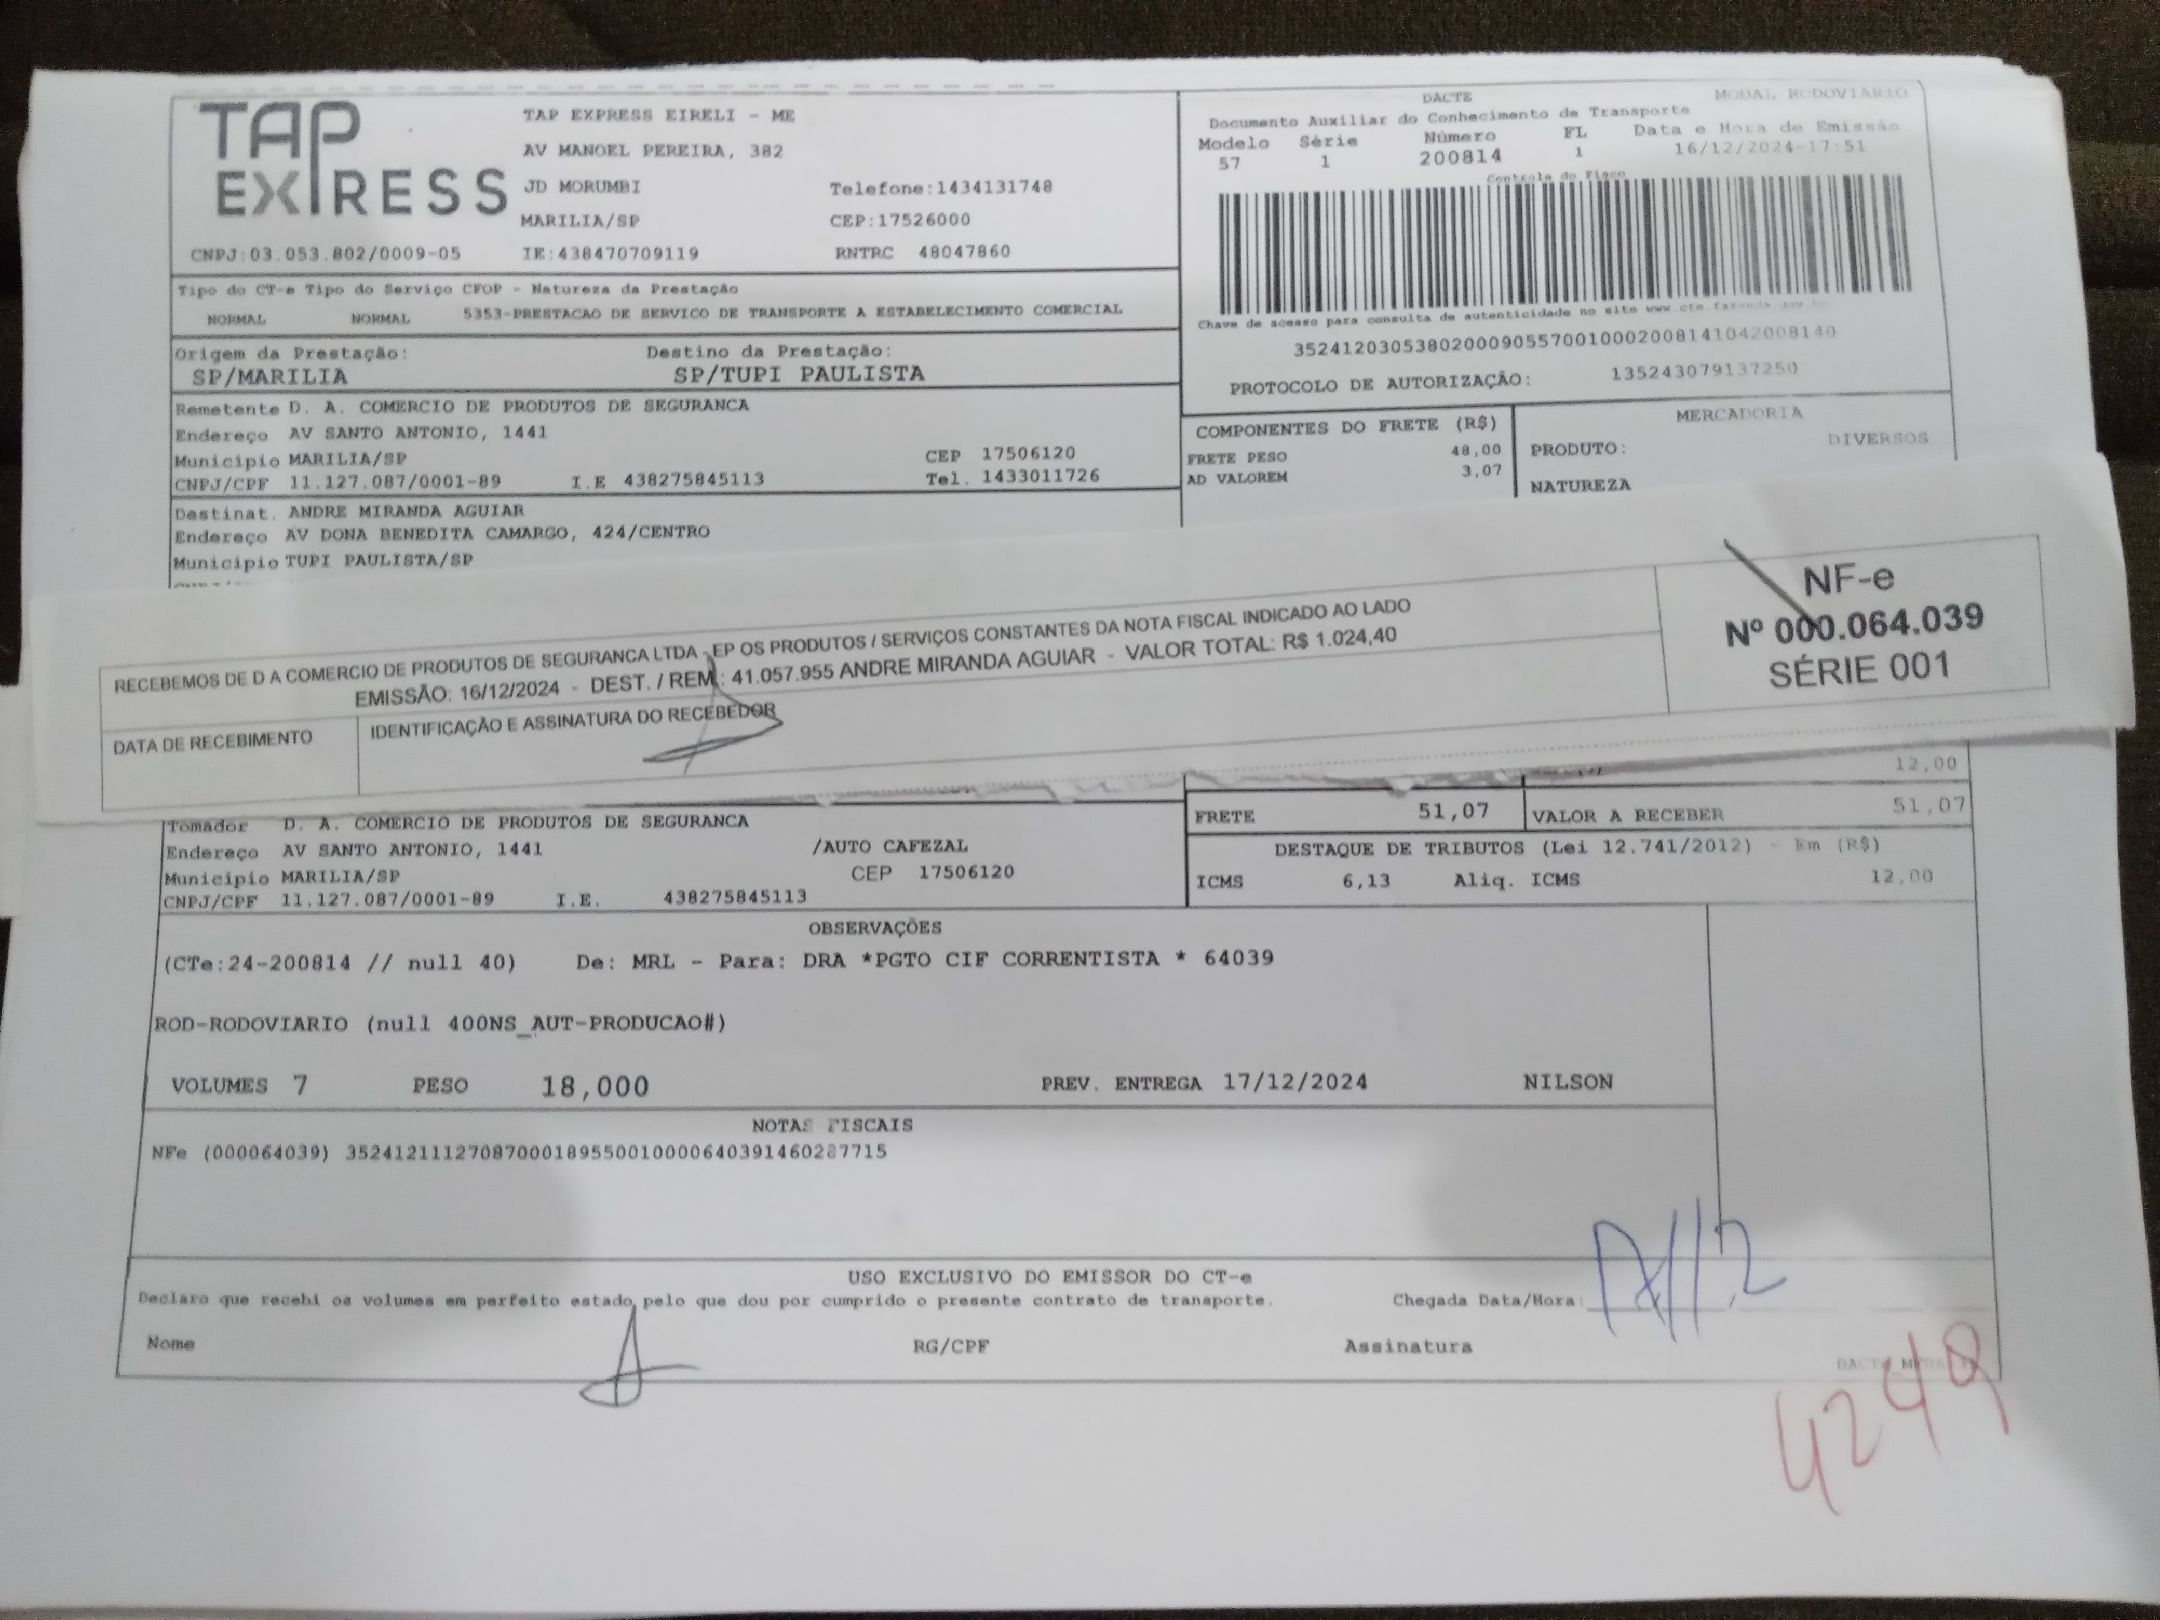 TAP
EXPRESS
TAP EXPRESS EIRELI - ME
AV MANOEL PEREIRA, 382
JD MORUMBI Telefone:1434131748
MARILIA/SP CEP:17526000
CNPJ:03.053.802/0009-05 IE:438470709119 RNTRC 48047860
DACTE MODAL RODOVIÁRIO
Documento Auxiliar do Conhecimento de Transporte
Modelo Série Número FL Data e Hora de Emissão
57 1 200814 1 16/12/2024-17:51
Controle do Fisco
Chave de acesso para consulta de autenticidade no site www.cte.fazenda.gov.br
35241203053802000905570010002008141042008140
PROTOCOLO DE AUTORIZAÇÃO: 135243079137250
Tipo do CT-e Tipo do Serviço CFOP - Natureza da Prestação
NORMAL NORMAL 5353-PRESTACAO DE SERVICO DE TRANSPORTE A ESTABELECIMENTO COMERCIAL
Origem da Prestação: Destino da Prestação:
SP/MARILIA SP/TUPI PAULISTA
Remetente D. A. COMERCIO DE PRODUTOS DE SEGURANCA
Endereço AV SANTO ANTONIO, 1441
Municipio MARILIA/SP CEP 17506120
CNPJ/CPF 11.127.087/0001-89 I.E 438275845113 Tel. 1433011726
COMPONENTES DO FRETE (R$)
FRETE PESO 48,00
AD VALOREM 3,07
MERCADORIA
PRODUTO: DIVERSOS
NATUREZA
Destinat. ANDRE MIRANDA AGUIAR
Endereço AV DONA BENEDITA CAMARGO, 424/CENTRO
Municipio TUPI PAULISTA/SP
RECEBEMOS DE D A COMERCIO DE PRODUTOS DE SEGURANCA LTDA - EP OS PRODUTOS / SERVIÇOS CONSTANTES DA NOTA FISCAL INDICADO AO LADO
EMISSÃO: 16/12/2024 - DEST. / REM.: 41.057.955 ANDRE MIRANDA AGUIAR - VALOR TOTAL: R$ 1.024,40
DATA DE RECEBIMENTO IDENTIFICAÇÃO E ASSINATURA DO RECEBEDOR
NF-e
Nº 000.064.039
SÉRIE 001
12,00
FRETE 51,07 VALOR A RECEBER 51,07
Tomador D. A. COMERCIO DE PRODUTOS DE SEGURANCA
Endereço AV SANTO ANTONIO, 1441 /AUTO CAFEZAL
Municipio MARILIA/SP CEP 17506120
CNPJ/CPF 11.127.087/0001-89 I.E. 438275845113
DESTAQUE DE TRIBUTOS (Lei 12.741/2012) - Em (R$)
ICMS 6,13 Aliq. ICMS 12,00
OBSERVAÇÕES
(CTe:24-200814 // null 40) De: MRL - Para: DRA *PGTO CIF CORRENTISTA * 64039
ROD-RODOVIARIO (null 400NS_AUT-PRODUCAO#)
VOLUMES 7 PESO 18,000 PREV. ENTREGA 17/12/2024 NILSON
NOTAS FISCAIS
NFe (000064039) 35241211127087000189550010000640391460287715
USO EXCLUSIVO DO EMISSOR DO CT-e
Declaro que recebi os volumes em perfeito estado pelo que dou por cumprido o presente contrato de transporte. Chegada Data/Hora:
Nome RG/CPF Assinatura
DACTE